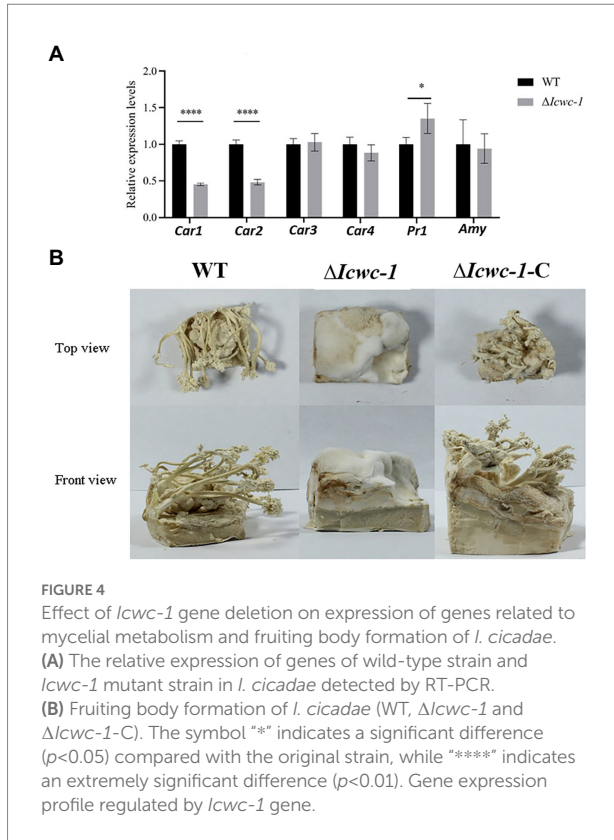 A
Relative expression levels
2.0
1.5
1.0
0.5
0.0
**** **** *
WT
ΔIcwc-1
Car1 Car2 Car3 Car4 Pr1 Amy
B
WT ΔIcwc-1 ΔIcwc-1-C
Top view
Front view
FIGURE 4
Effect of Icwc-1 gene deletion on expression of genes related to
mycelial metabolism and fruiting body formation of I. cicadae.
(A) The relative expression of genes of wild-type strain and
Icwc-1 mutant strain in I. cicadae detected by RT-PCR.
(B) Fruiting body formation of I. cicadae (WT, ΔIcwc-1 and
ΔIcwc-1-C). The symbol "*" indicates a significant difference
(p<0.05) compared with the original strain, while "****" indicates
an extremely significant difference (p<0.01). Gene expression
profile regulated by Icwc-1 gene.